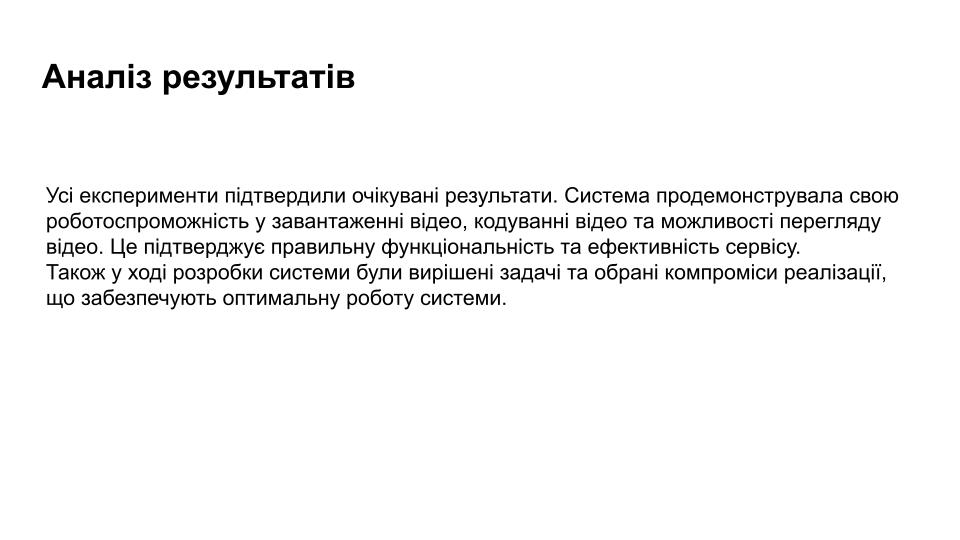 Аналіз результатів
Усі експерименти підтвердили очікувані результати. Система продемонструвала свою
роботоспроможність у завантаженні відео, кодуванні відео та можливості перегляду
відео. Це підтверджує правильну функціональність та ефективність сервісу.
Також у ході розробки системи були вирішені задачі та обрані компроміси реалізації,
що забезпечують оптимальну роботу системи.